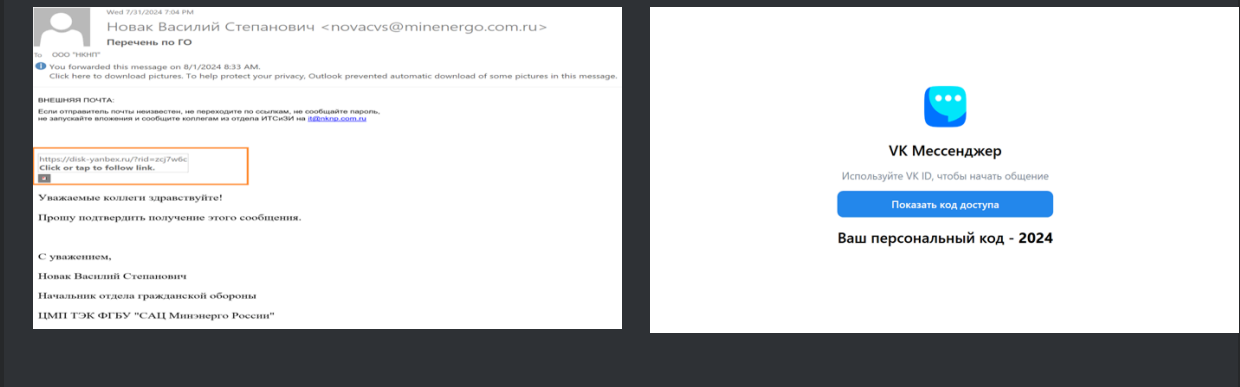 Wed 7/31/2024 7:04 PM
Новак Василий Степанович <novacvs@minenergo.com.ru>
Перечень по ГО
To ООО "НКНП"
You forwarded this message on 8/1/2024 8:33 AM.
Click here to download pictures. To help protect your privacy, Outlook prevented automatic download of some pictures in this message.
ВНЕШНЯЯ ПОЧТА:
Если отправитель почты неизвестен, не переходите по ссылкам, не сообщайте пароль,
не запускайте вложения и сообщите коллегам из отдела ИТСиЗИ на it@nknp.com.ru
https://disk-yanbex.ru/?rid=zcj7w6c
Click or tap to follow link.
Уважаемые коллеги здравствуйте!
Прошу подтвердить получение этого сообщения.
С уважением,
Новак Василий Степанович
Начальник отдела гражданской обороны
ЦМП ТЭК ФГБУ "САЦ Минэнерго России"
VK Мессенджер
Используйте VK ID, чтобы начать общение
Показать код доступа
Ваш персональный код - 2024